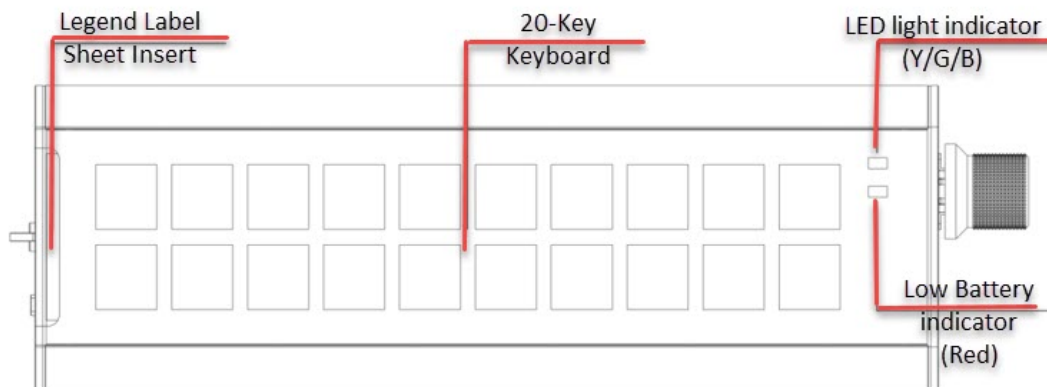 Legend Label
Sheet Insert
20-Key
Keyboard
LED light indicator
(Y/G/B)
Low Battery
indicator
(Red)